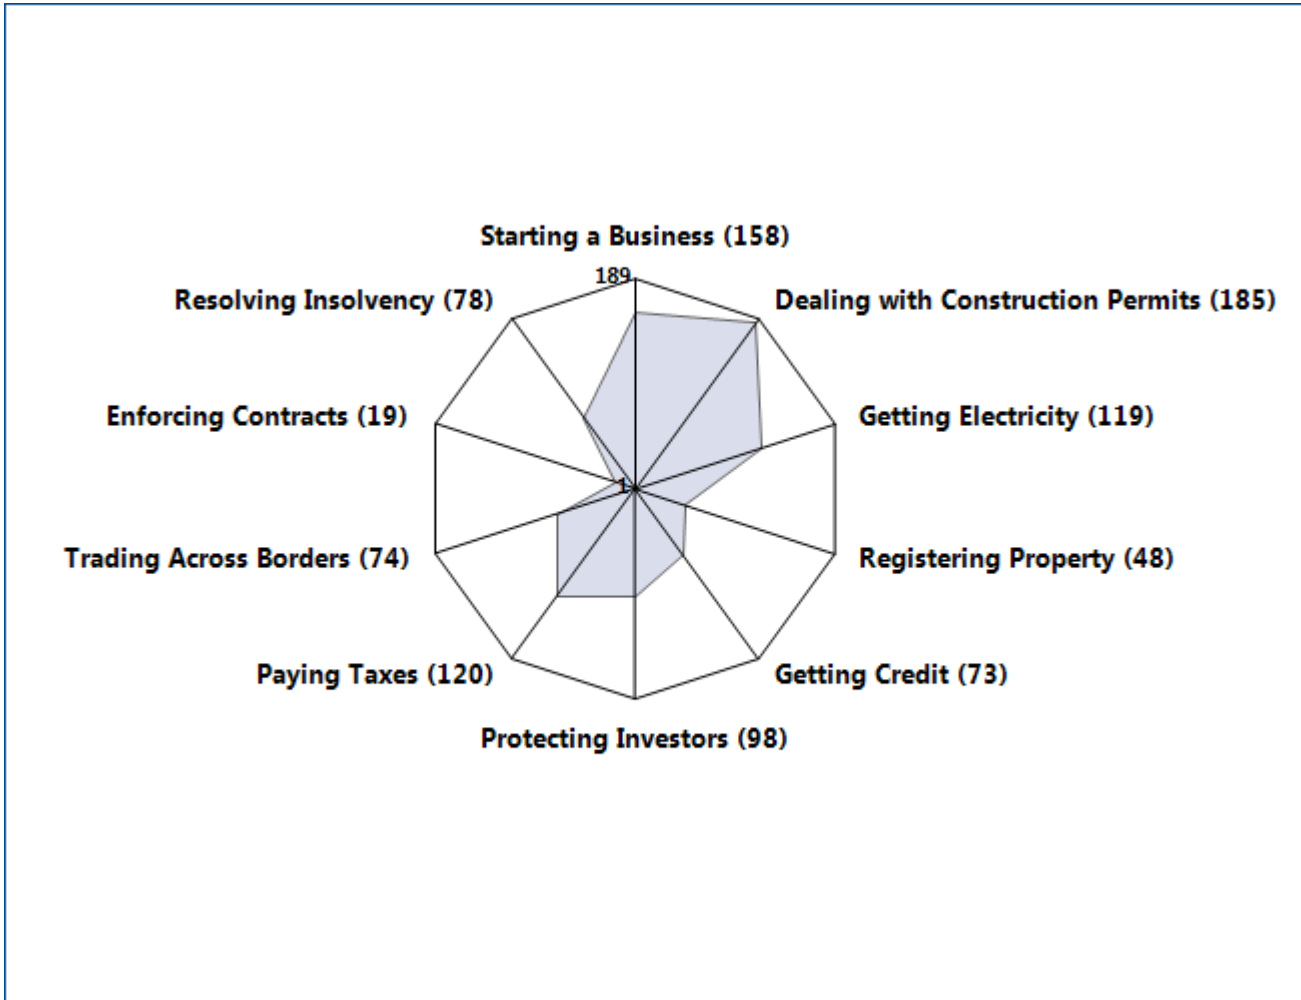 Starting a Business (158)
189
Resolving Insolvency (78)
Dealing with Construction Permits (185)
Enforcing Contracts (19)
Getting Electricity (119)
1
Trading Across Borders (74)
Registering Property (48)
Paying Taxes (120)
Getting Credit (73)
Protecting Investors (98)